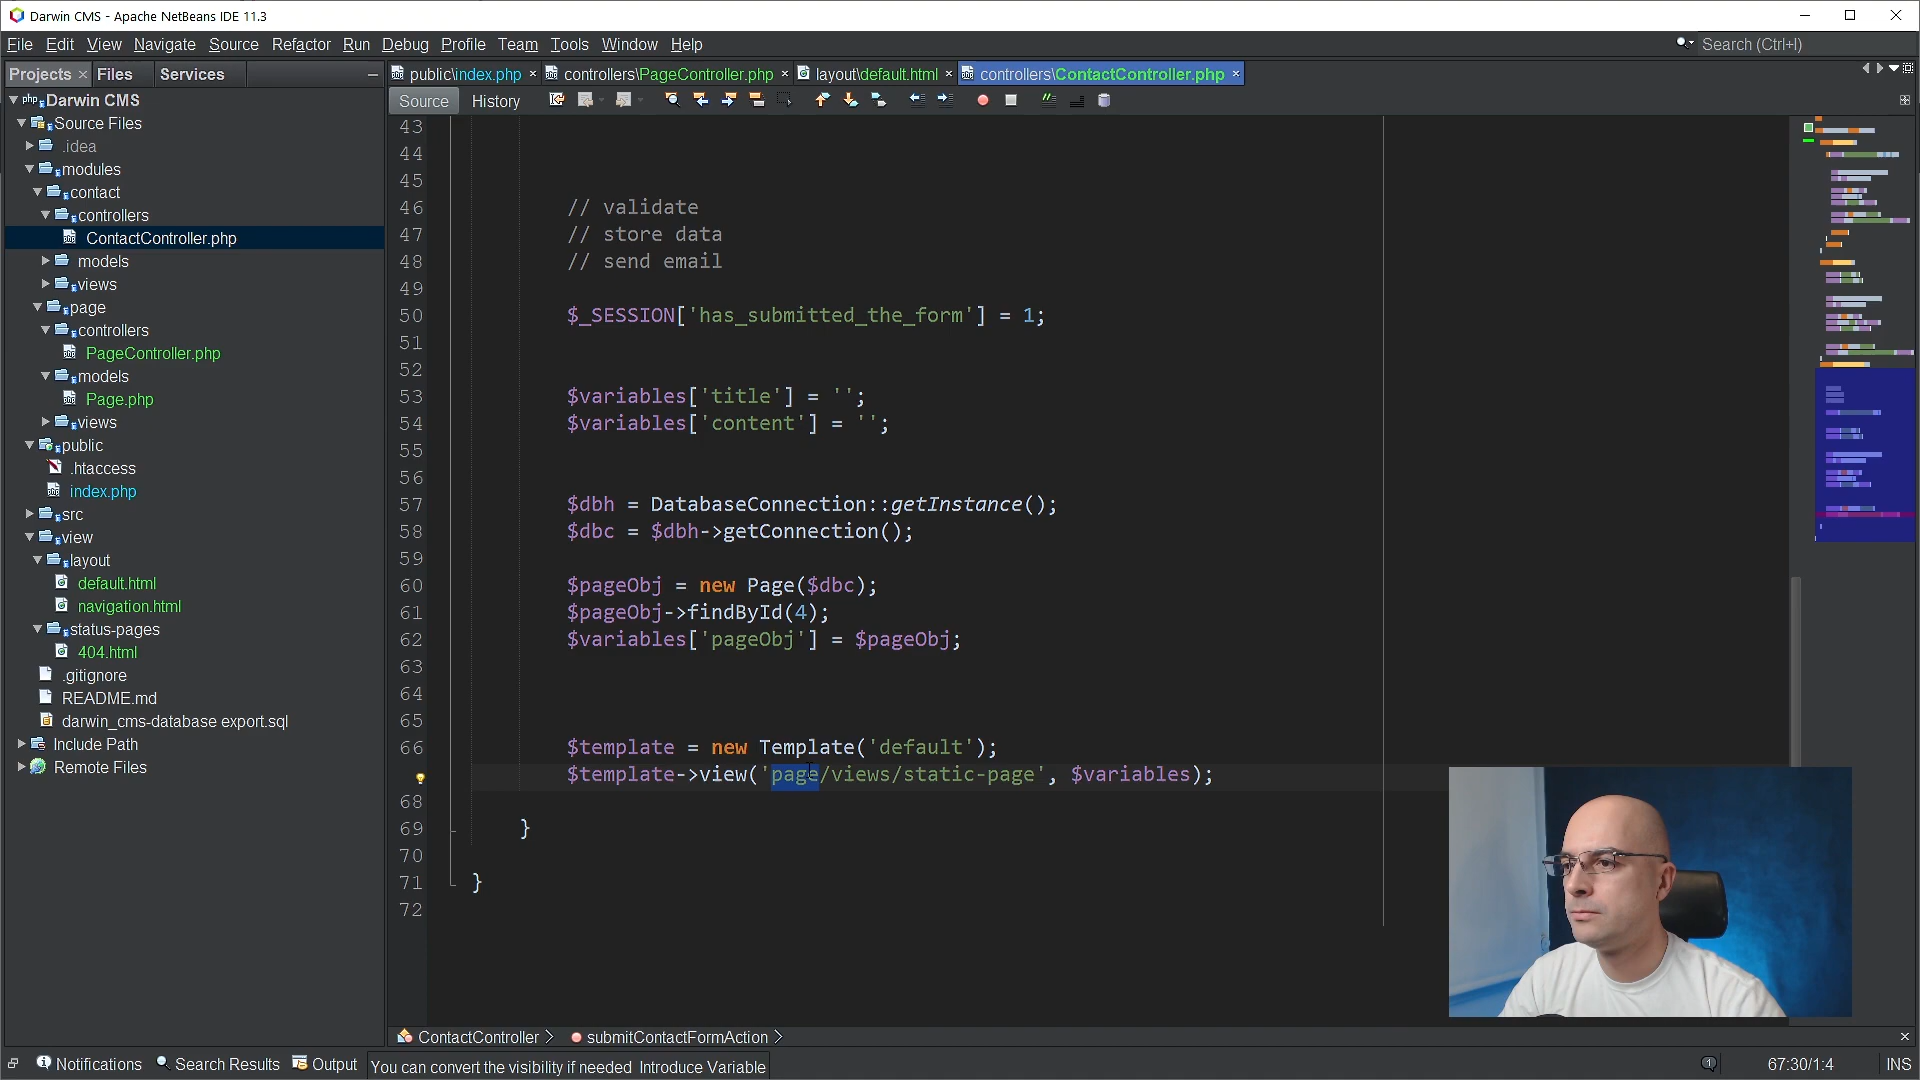 Darwin CMS - Apache NetBeans IDE 11.3
File Edit View Navigate Source Refactor Run Debug Profile Team Tools Window Help
Search (Ctrl+I)
Projects Files Services
public\index.php controllers\PageController.php layout\default.html controllers\ContactController.php
Source History
Darwin CMS
Source Files
.idea
modules
contact
controllers
ContactController.php
models
views
page
controllers
PageController.php
models
Page.php
views
public
.htaccess
index.php
src
view
layout
default.html
navigation.html
status-pages
404.html
.gitignore
README.md
darwin_cms-database export.sql
Include Path
Remote Files
43
44
45
46 // validate
47 // store data
48 // send email
49
50 $_SESSION['has_submitted_the_form'] = 1;
51
52
53 $variables['title'] = '';
54 $variables['content'] = '';
55
56
57 $dbh = DatabaseConnection::getInstance();
58 $dbc = $dbh->getConnection();
59
60 $pageObj = new Page($dbc);
61 $pageObj->findById(4);
62 $variables['pageObj'] = $pageObj;
63
64
65
66 $template = new Template('default');
$template->view('page/views/static-page', $variables);
68
69 }
70
71 }
72
ContactController submitContactFormAction
Notifications Search Results Output You can convert the visibility if needed Introduce Variable
67:30/1:4 INS